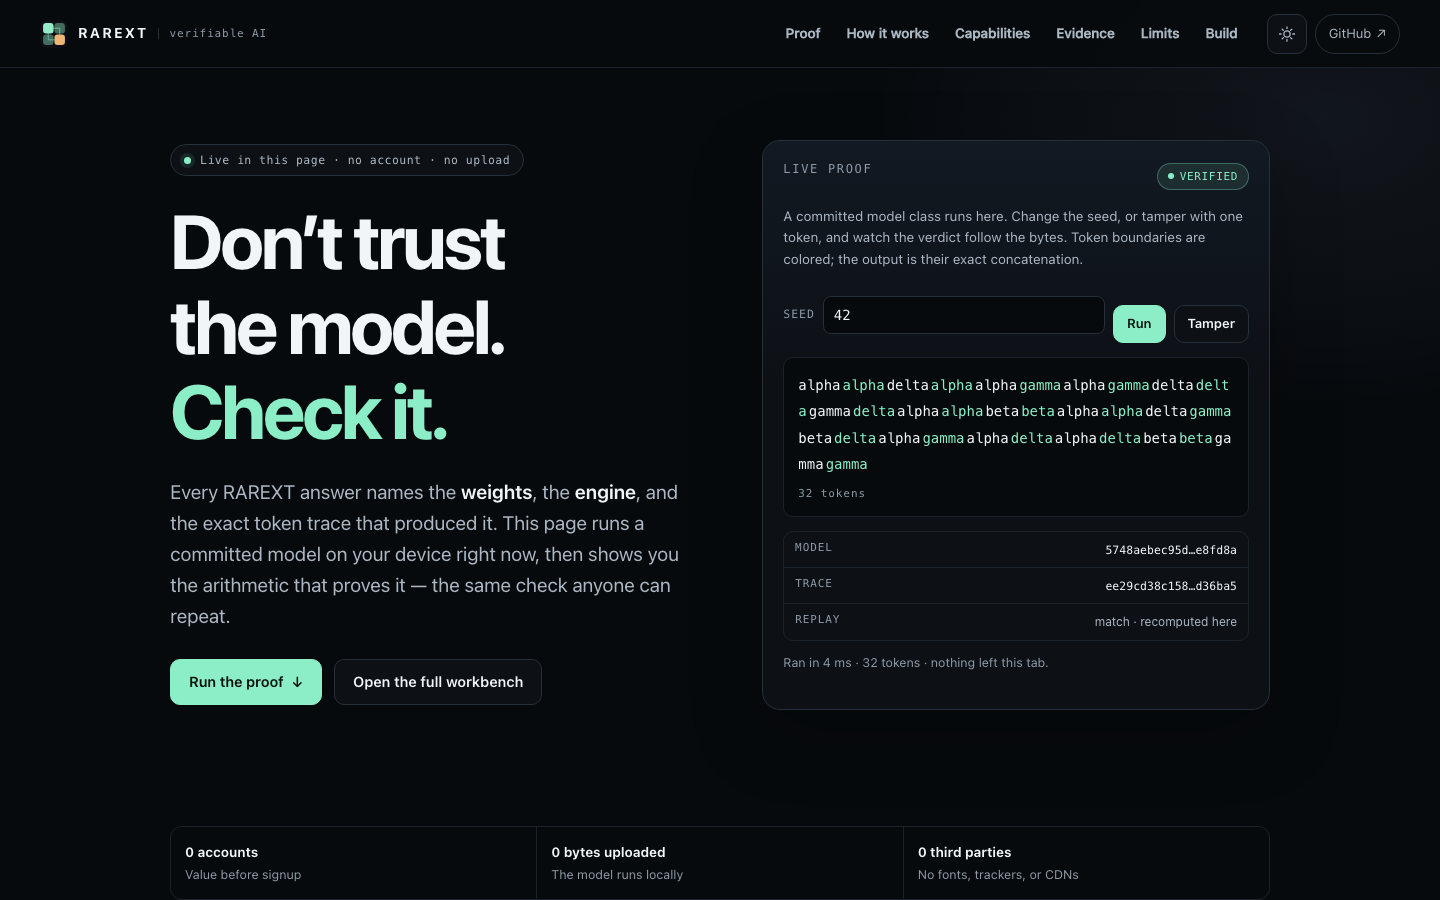 RAREXT verifiable AI
Proof How it works Capabilities Evidence Limits Build GitHub ↗
Live in this page · no account · no upload
Don’t trust
the model.
Check it.
Every RAREXT answer names the weights, the engine, and
the exact token trace that produced it. This page runs a
committed model on your device right now, then shows you
the arithmetic that proves it — the same check anyone can
repeat.
Run the proof ↓ Open the full workbench
LIVE PROOF VERIFIED
A committed model class runs here. Change the seed, or tamper with one
token, and watch the verdict follow the bytes. Token boundaries are
colored; the output is their exact concatenation.
SEED 42 Run Tamper
alphaalphadeltaalphaalphagammaalphagammadeltadelt
agammadeltaalphaalphabetabetaalphaalphadeltagamma
betadeltaalphagammaalphadeltaalphadeltabetabetaga
mmagamma
32 tokens
MODEL 5748aebec95d…e8fd8a
TRACE ee29cd38c158…d36ba5
REPLAY match · recomputed here
Ran in 4 ms · 32 tokens · nothing left this tab.
0 accounts
Value before signup
0 bytes uploaded
The model runs locally
0 third parties
No fonts, trackers, or CDNs